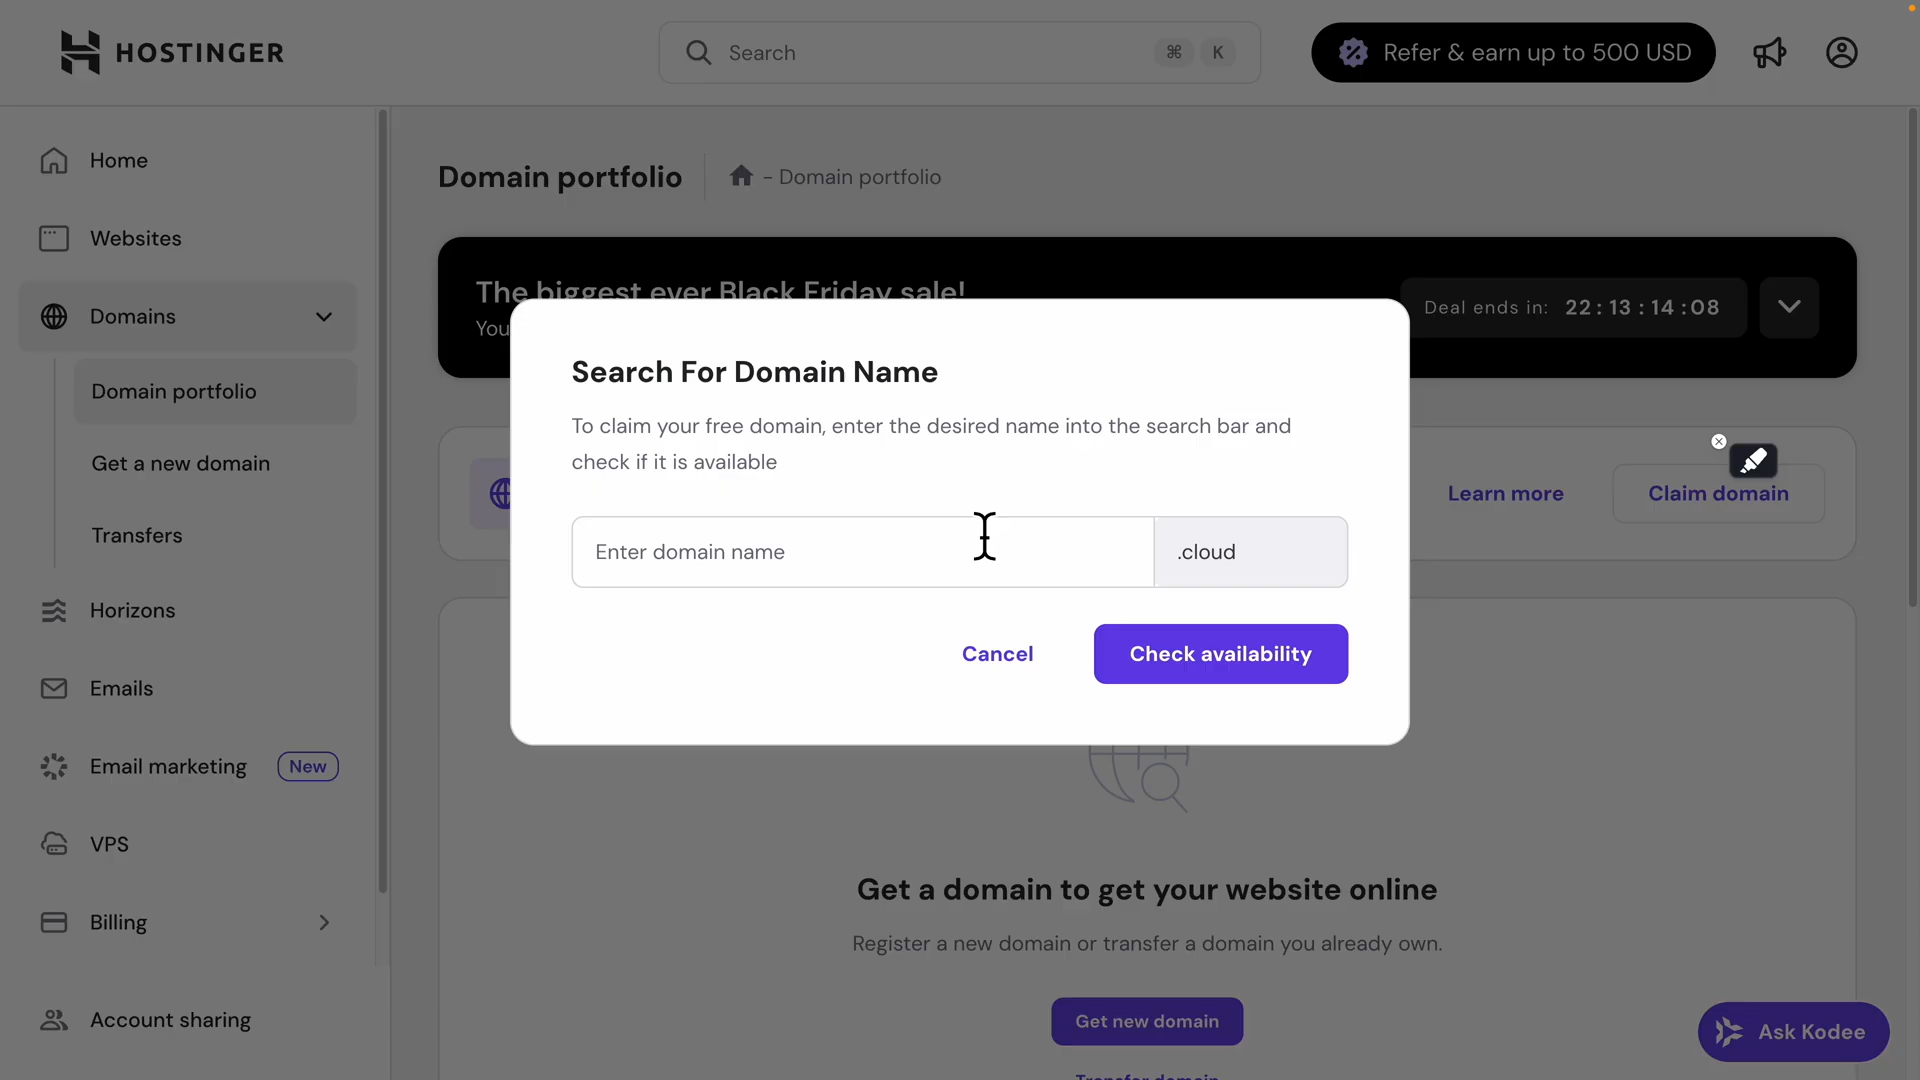 HOSTINGER
Search ⌘ K
Refer & earn up to 500 USD
Home
Websites
Domains
Domain portfolio
Get a new domain
Transfers
Horizons
Emails
Email marketing New
VPS
Billing
Account sharing
Domain portfolio
- Domain portfolio
The biggest ever Black Friday sale!
You
Deal ends in: 22 : 13 : 14 : 08
Search For Domain Name
To claim your free domain, enter the desired name into the search bar and
check if it is available
Enter domain name .cloud
Cancel Check availability
Learn more Claim domain
Get a domain to get your website online
Register a new domain or transfer a domain you already own.
Get new domain
Transfer domain
Ask Kodee